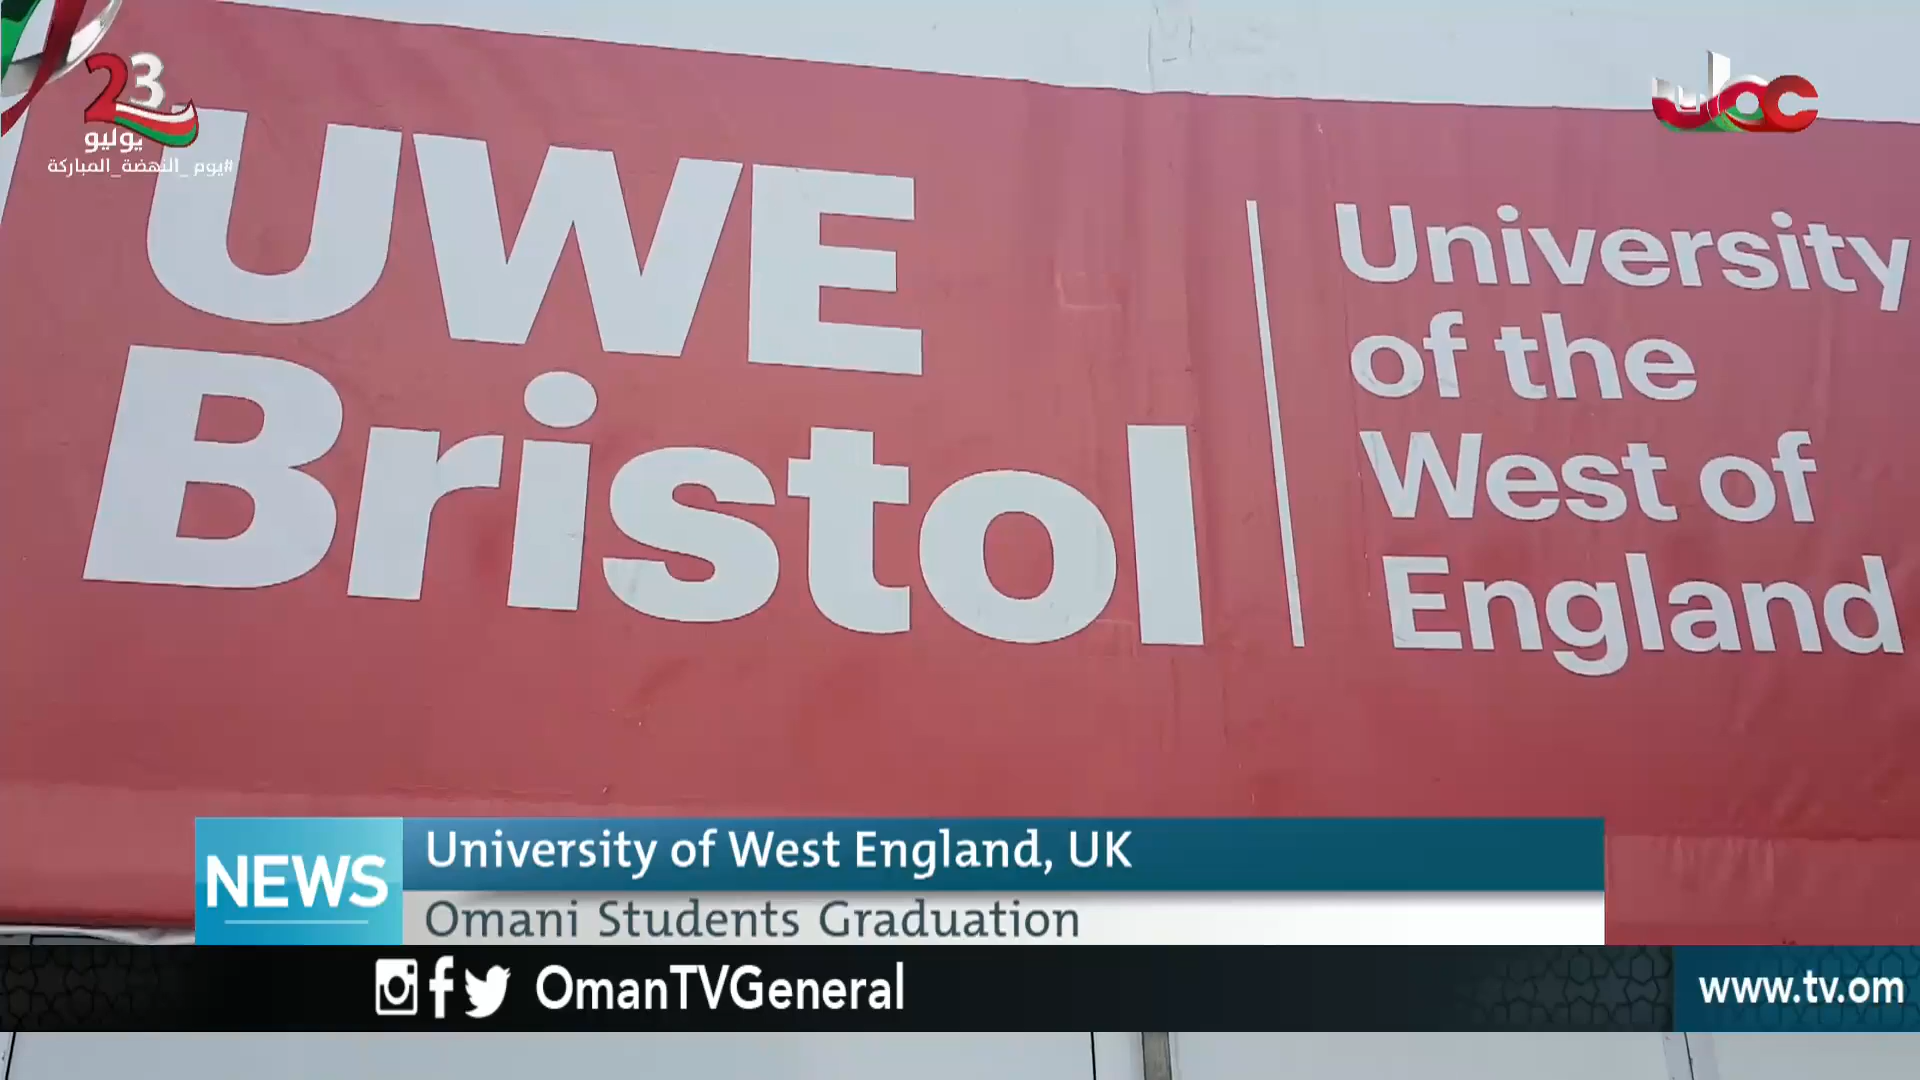 23
يوليو
#يوم_النهضة_المباركة
عمان
UWE
Bristol
University
of the
West of
England
NEWS
University of West England, UK
Omani Students Graduation
OmanTVGeneral
www.tv.om